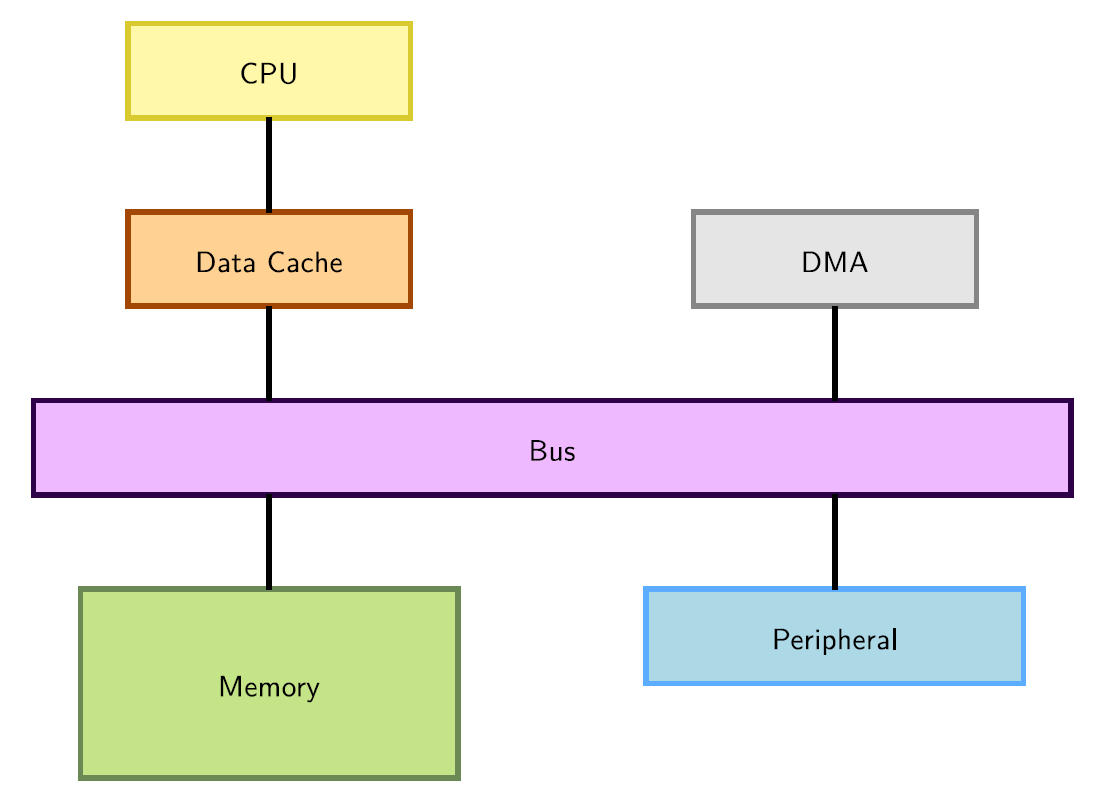 CPU
Data Cache
DMA
Bus
Memory
Peripheral